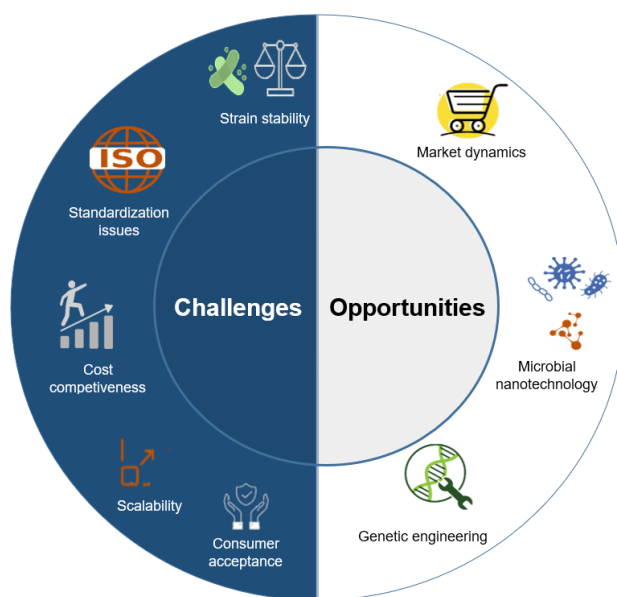 Strain stability
ISO
Standardization
issues
Cost
competiveness
Scalability
Consumer
acceptance
Challenges
Opportunities
Market dynamics
Microbial
nanotechnology
Genetic engineering